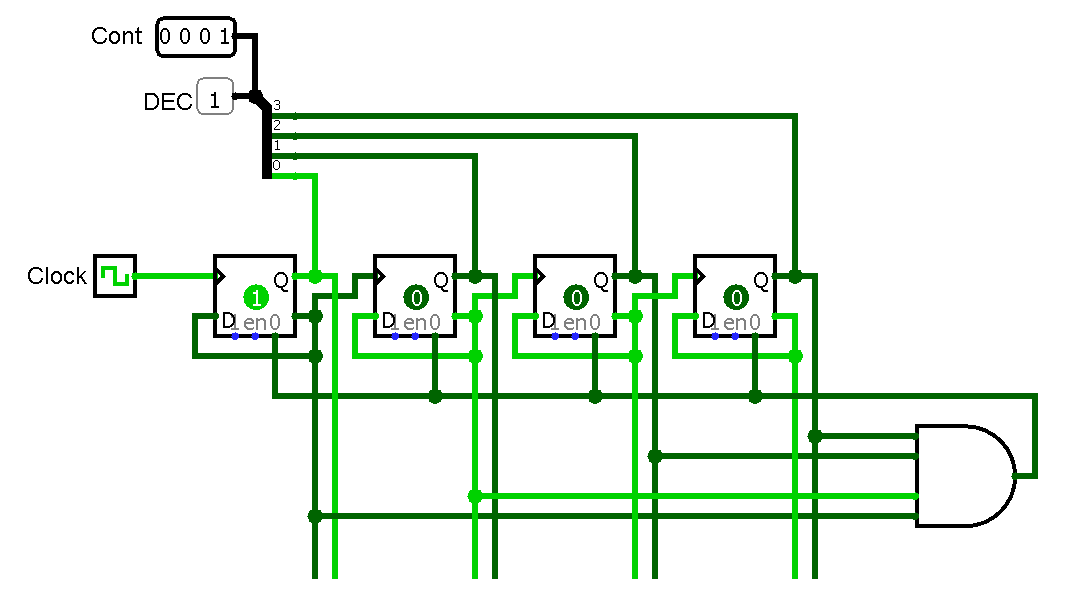 Cont 0 0 0 1
DEC 1
3
2
1
0
Clock
Q Q Q Q
1 0 0 0
D D D D
1 en 0 1 en 0 1 en 0 1 en 0